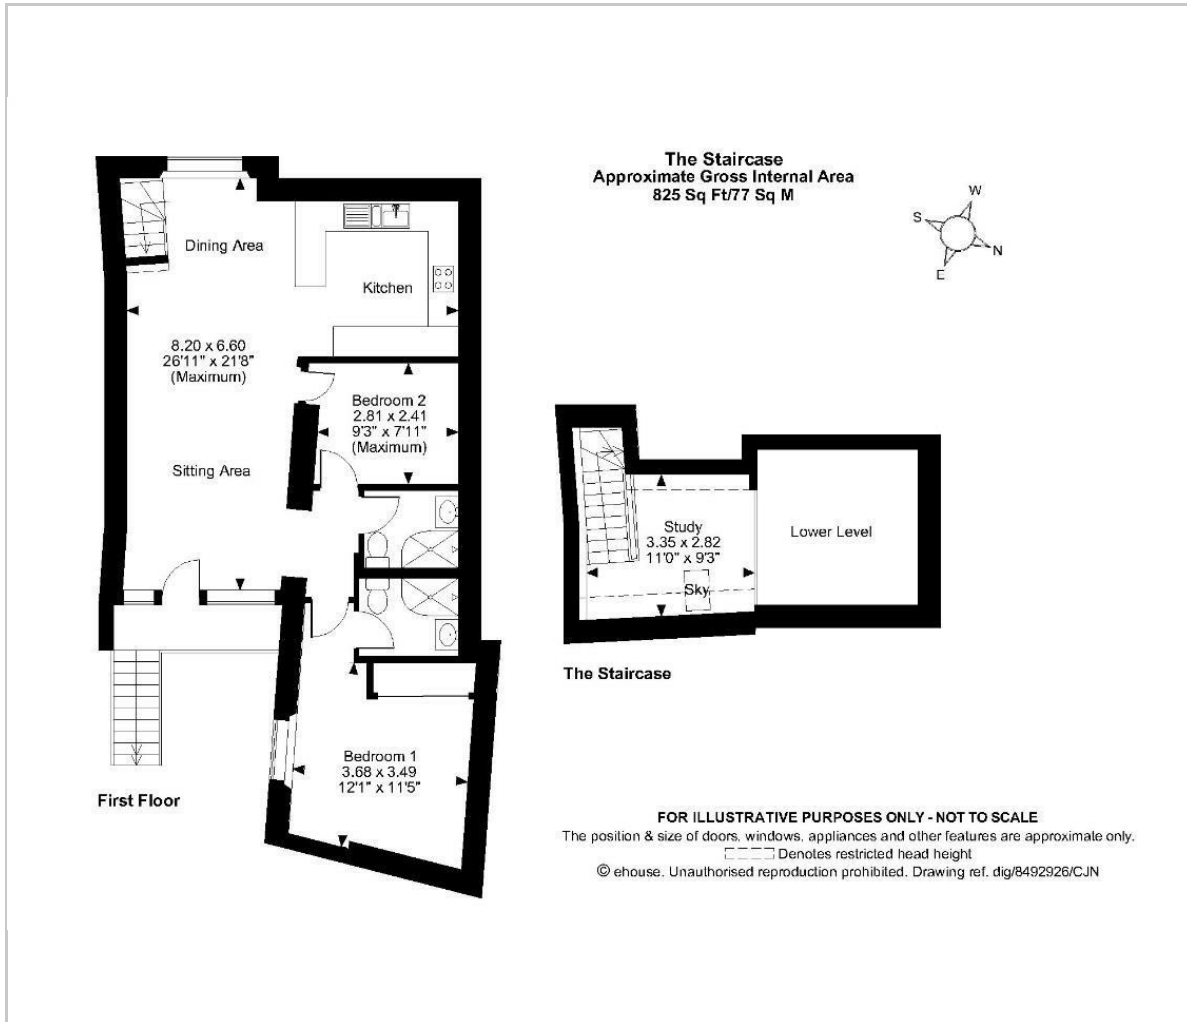 The Staircase
Approximate Gross Internal Area
825 Sq Ft/77 Sq M
W
S
N
E
Dining Area
Kitchen
8.20 x 6.60
26'11" x 21'8"
(Maximum)
Bedroom 2
2.81 x 2.41
9'3" x 7'11"
(Maximum)
Sitting Area
Bedroom 1
3.68 x 3.49
12'1" x 11'5"
First Floor
Study
3.35 x 2.82
11'0" x 9'3"
Sky
Lower Level
The Staircase
FOR ILLUSTRATIVE PURPOSES ONLY - NOT TO SCALE
The position & size of doors, windows, appliances and other features are approximate only.
Denotes restricted head height
© ehouse. Unauthorised reproduction prohibited. Drawing ref. dig/8492926/CJN